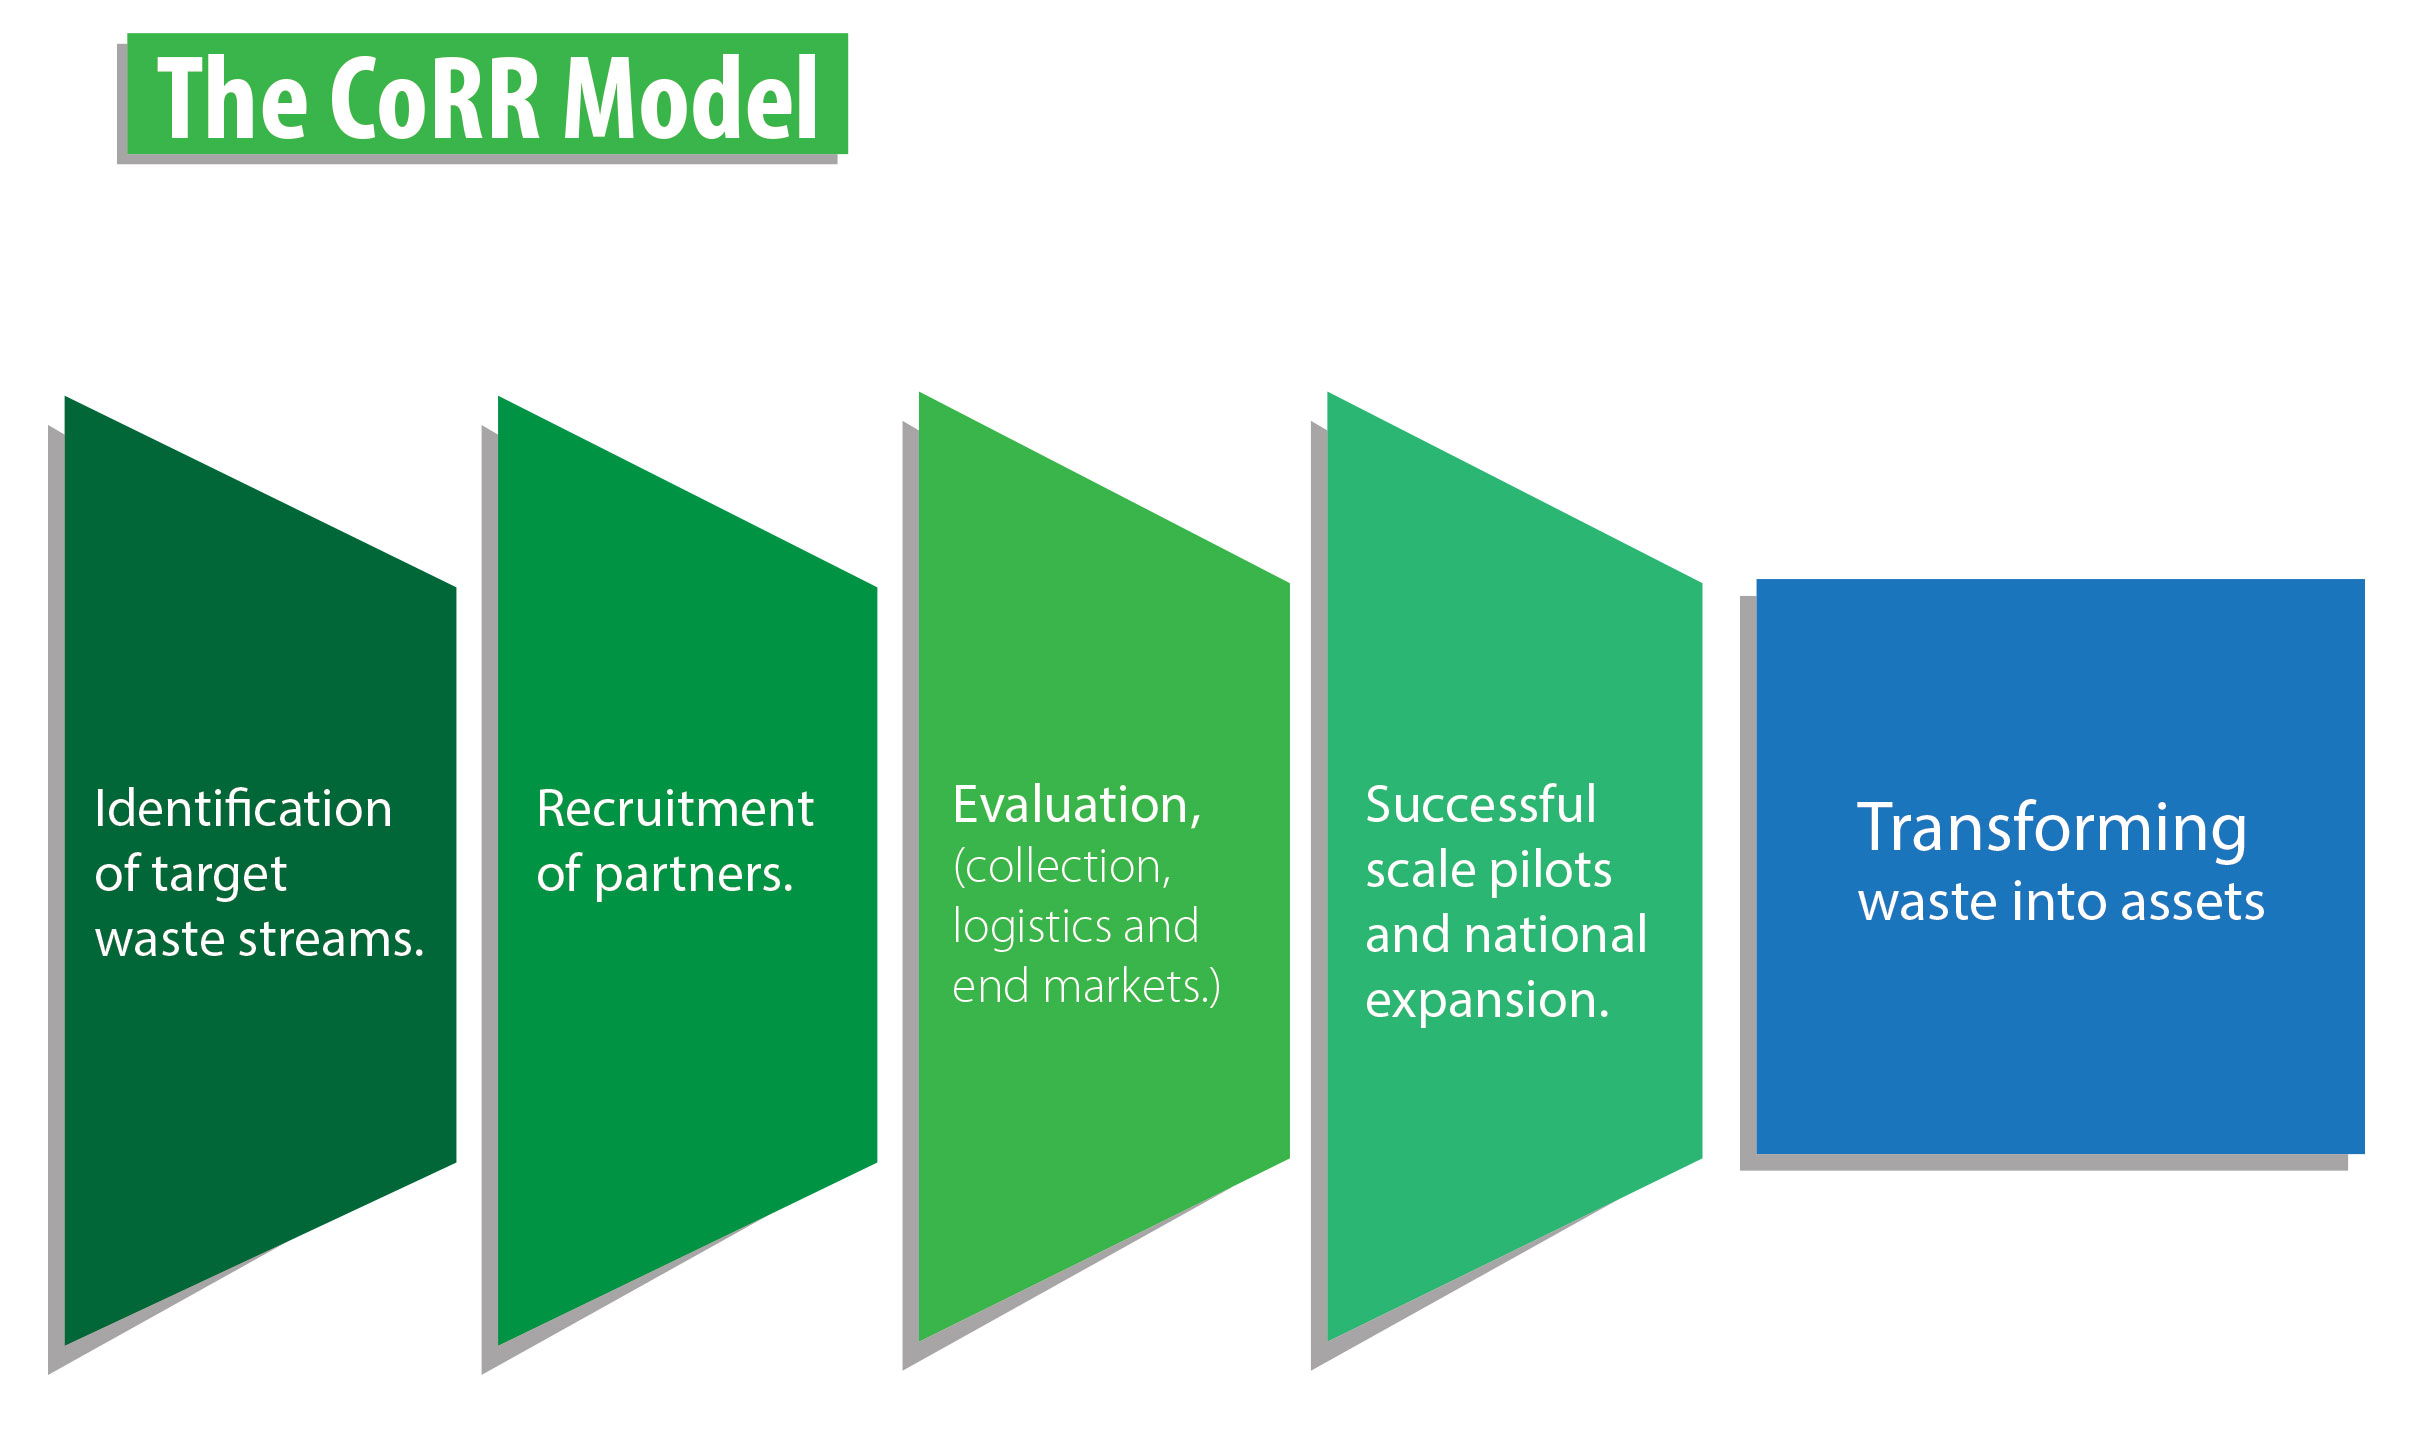 The CoRR Model
Identification
of target
waste streams.
Recruitment
of partners.
Evaluation,
(collection,
logistics and
end markets.)
Successful
scale pilots
and national
expansion.
Transforming
waste into assets